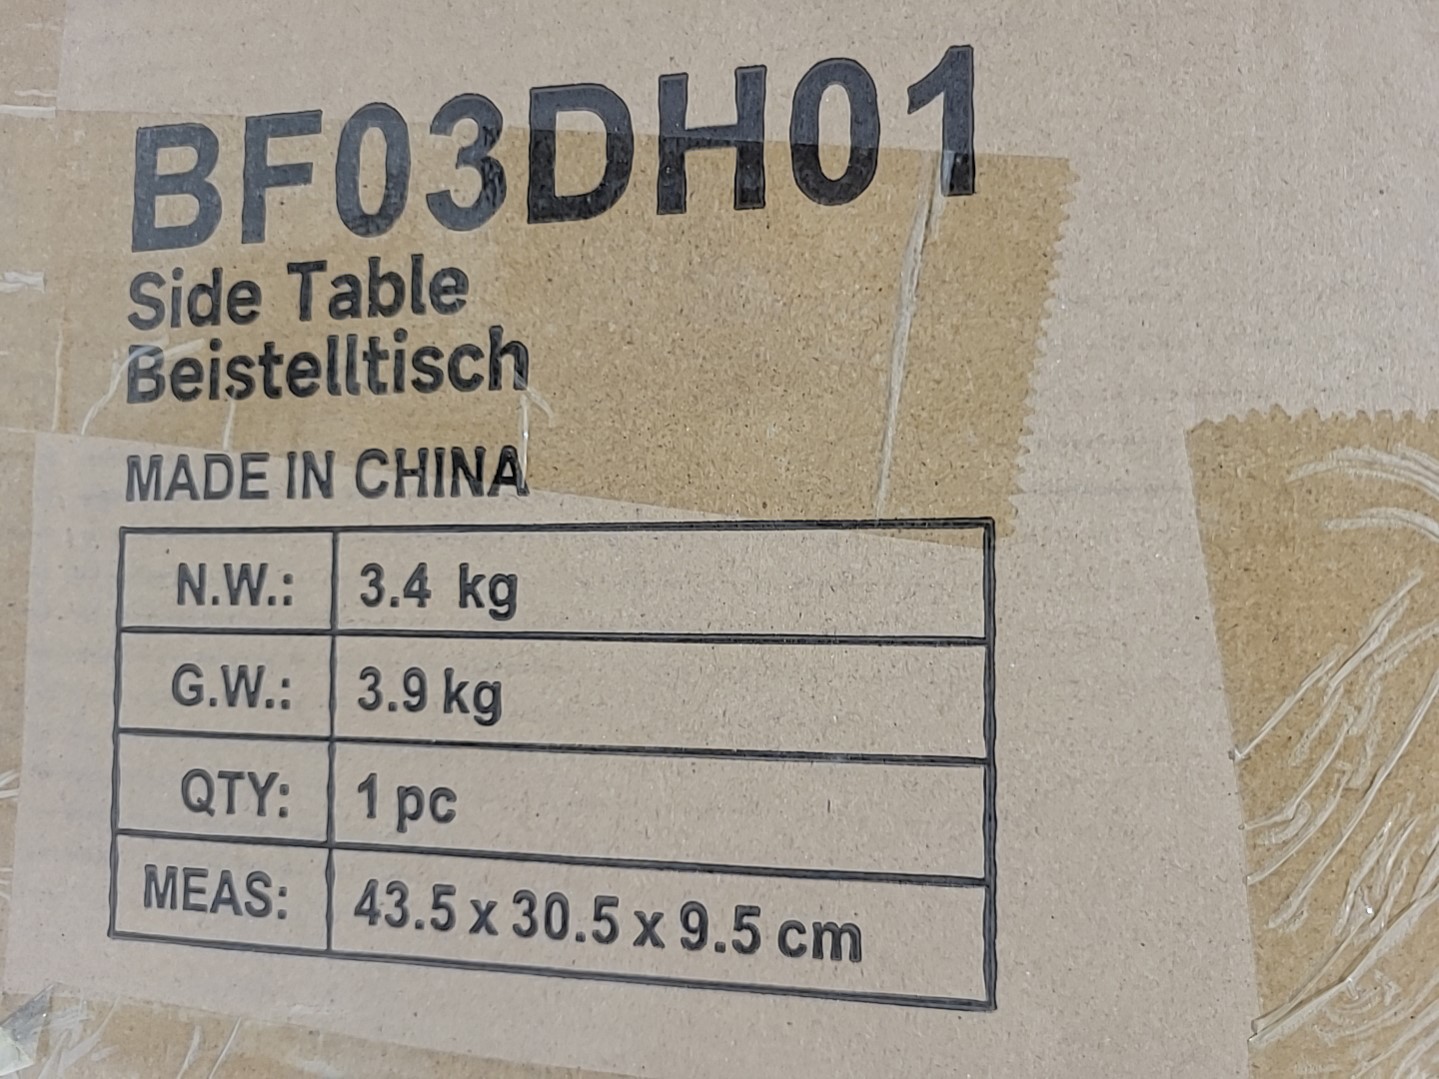 BF03DH01
Side Table
Beistelltisch
MADE IN CHINA
N.W.: 3.4 kg
G.W.: 3.9 kg
QTY: 1 pc
MEAS: 43.5 x 30.5 x 9.5 cm